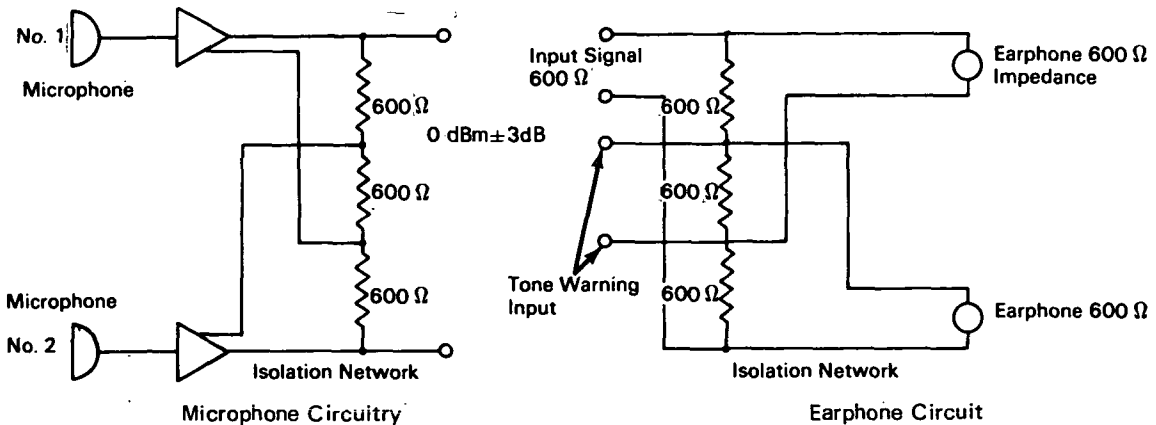 No. 1
Microphone
600 Ω
0 dBm±3dB
600 Ω
600 Ω
Microphone
No. 2
Isolation Network
Microphone Circuitry
Input Signal
600 Ω
600 Ω
600 Ω
Tone Warning
Input
600 Ω
Earphone 600 Ω
Impedance
Earphone 600 Ω
Isolation Network
Earphone Circuit